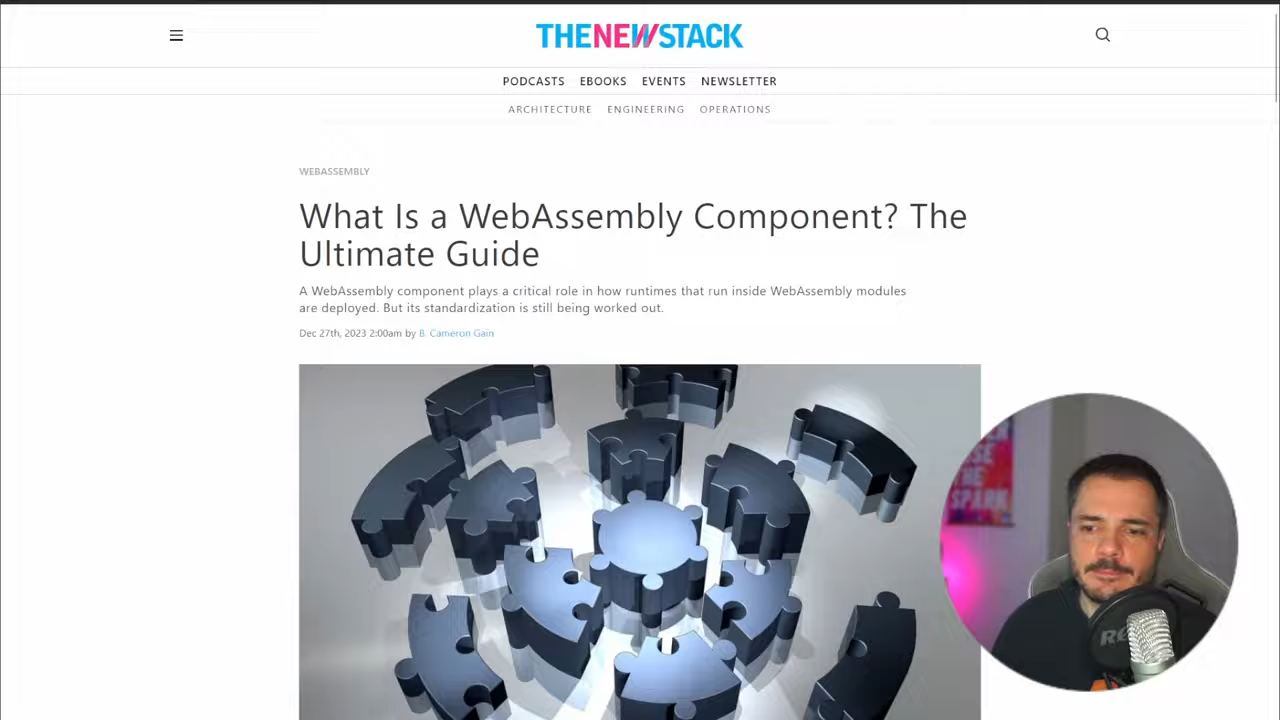 THENEWSTACK
PODCASTS EBOOKS EVENTS NEWSLETTER
ARCHITECTURE ENGINEERING OPERATIONS
WEBASSEMBLY
What Is a WebAssembly Component? The
Ultimate Guide
A WebAssembly component plays a critical role in how runtimes that run inside WebAssembly modules
are deployed. But its standardization is still being worked out.
Dec 27th, 2023 2:00am by B. Cameron Gain
THE
SPARK